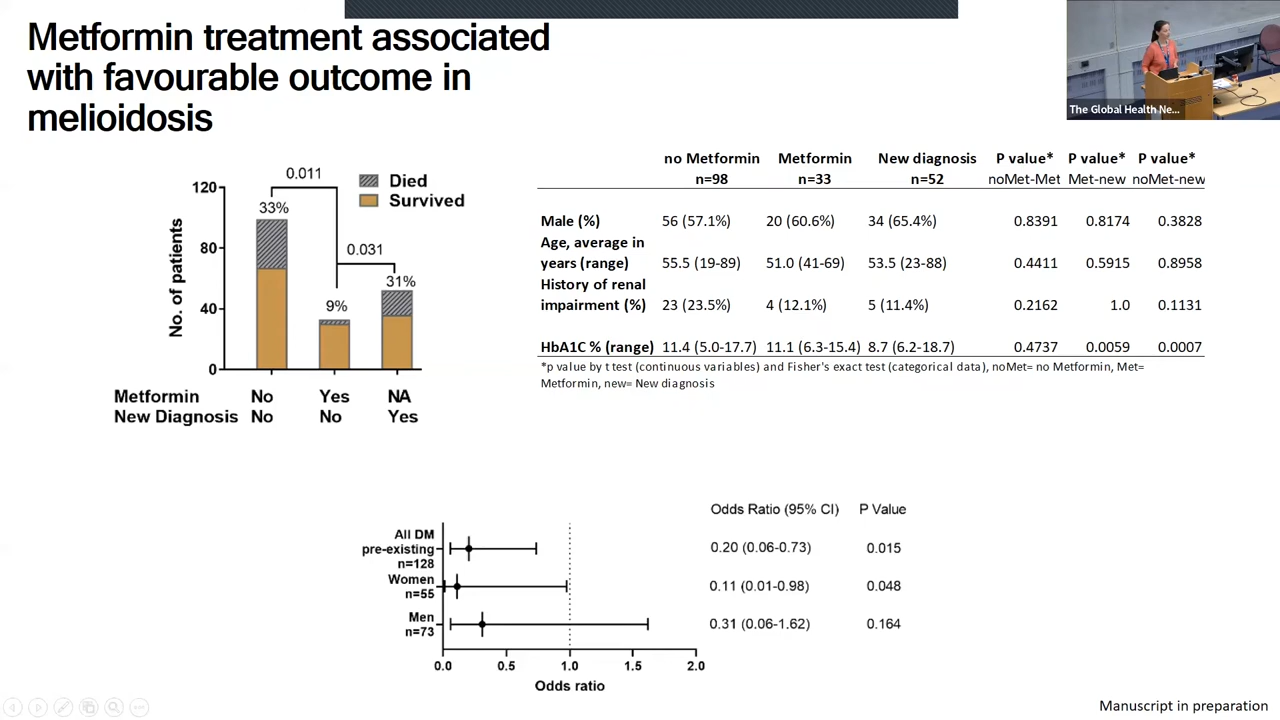 Metformin treatment associated
with favourable outcome in
melioidosis
The Global Health Ne...
0.011
Died
Survived
120
33%
80
0.031
31%
9%
40
0
No. of patients
Metformin No Yes NA
New Diagnosis No No Yes
no Metformin Metformin New diagnosis P value* P value* P value*
n=98 n=33 n=52 noMet-Met Met-new noMet-new
Male (%) 56 (57.1%) 20 (60.6%) 34 (65.4%) 0.8391 0.8174 0.3828
Age, average in
years (range) 55.5 (19-89) 51.0 (41-69) 53.5 (23-88) 0.4411 0.5915 0.8958
History of renal
impairment (%) 23 (23.5%) 4 (12.1%) 5 (11.4%) 0.2162 1.0 0.1131
HbA1C % (range) 11.4 (5.0-17.7) 11.1 (6.3-15.4) 8.7 (6.2-18.7) 0.4737 0.0059 0.0007
*p value by t test (continuous variables) and Fisher's exact test (categorical data), noMet= no Metformin, Met=
Metformin, new= New diagnosis
Odds Ratio (95% CI) P Value
All DM
pre-existing 0.20 (0.06-0.73) 0.015
n=128
Women 0.11 (0.01-0.98) 0.048
n=55
Men 0.31 (0.06-1.62) 0.164
n=73
0.0 0.5 1.0 1.5 2.0
Odds ratio
Manuscript in preparation